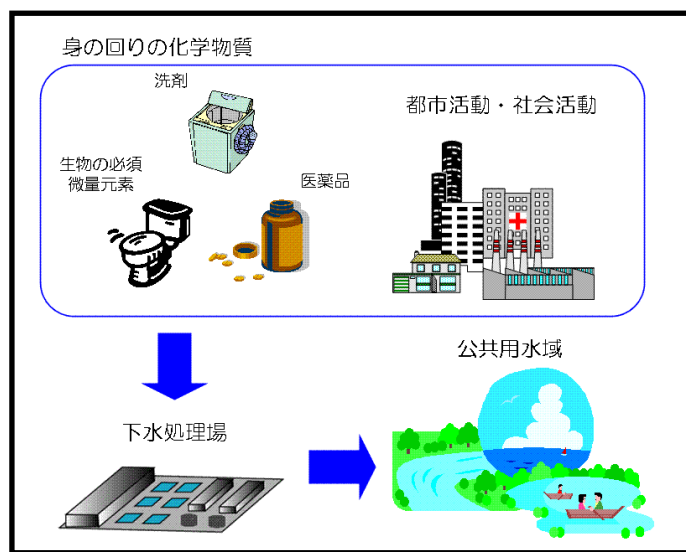 身の回りの化学物質
洗剤
都市活動・社会活動
生物の必須
微量元素
医薬品
公共用水域
下水処理場